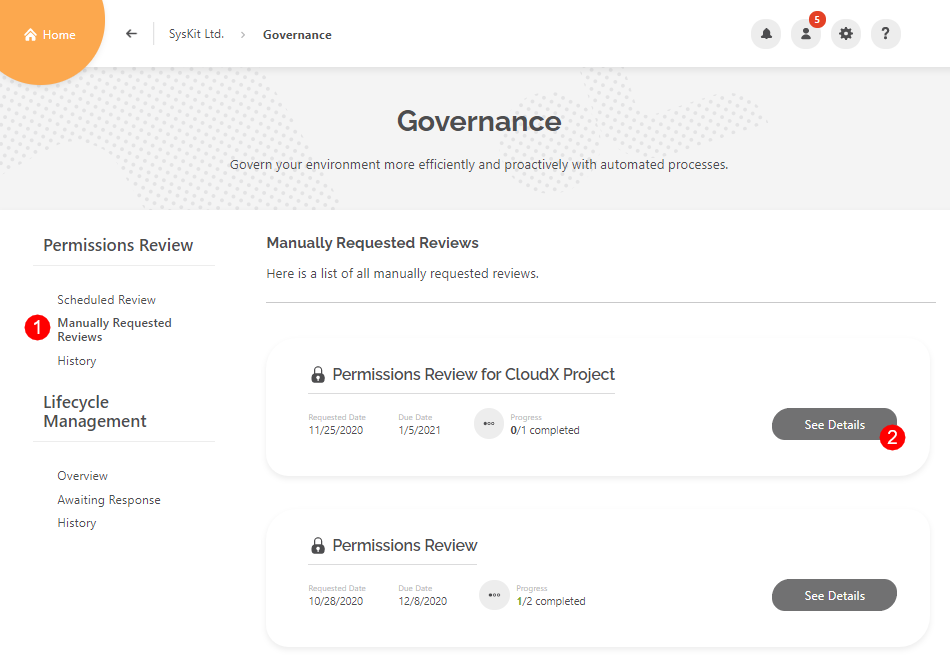 Home
SysKit Ltd. > Governance
5
?
Governance
Govern your environment more efficiently and proactively with automated processes.
Permissions Review
Scheduled Review
1
Manually Requested
Reviews
History
Lifecycle
Management
Overview
Awaiting Response
History
Manually Requested Reviews
Here is a list of all manually requested reviews.
Permissions Review for CloudX Project
Requested Date
11/25/2020
Due Date
1/5/2021
Progress
0/1 completed
See Details
2
Permissions Review
Requested Date
10/28/2020
Due Date
12/8/2020
Progress
1/2 completed
See Details